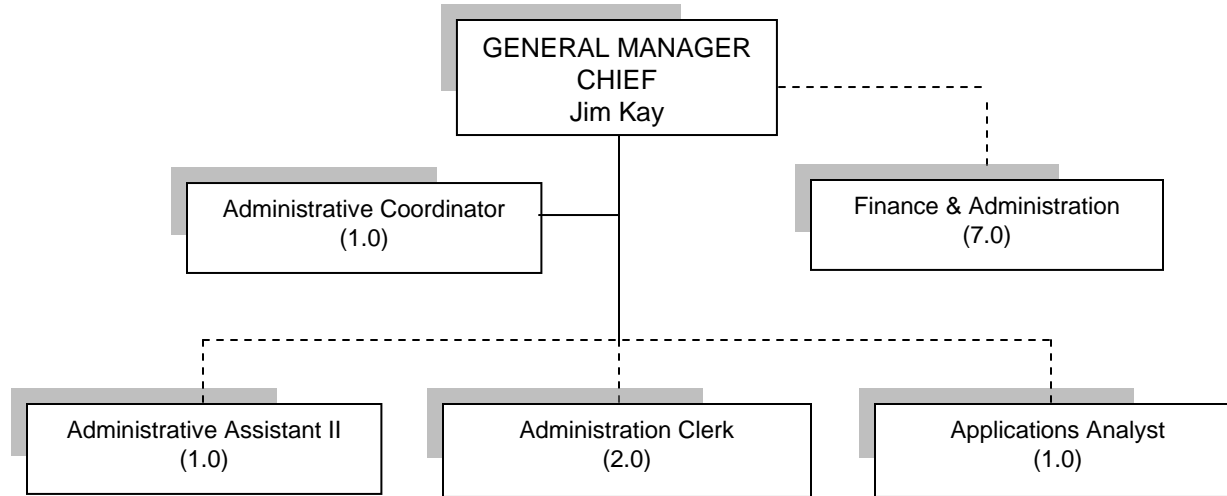 GENERAL MANAGER
CHIEF
Jim Kay
Administrative Coordinator
(1.0)
Finance & Administration
(7.0)
Administrative Assistant II
(1.0)
Administration Clerk
(2.0)
Applications Analyst
(1.0)